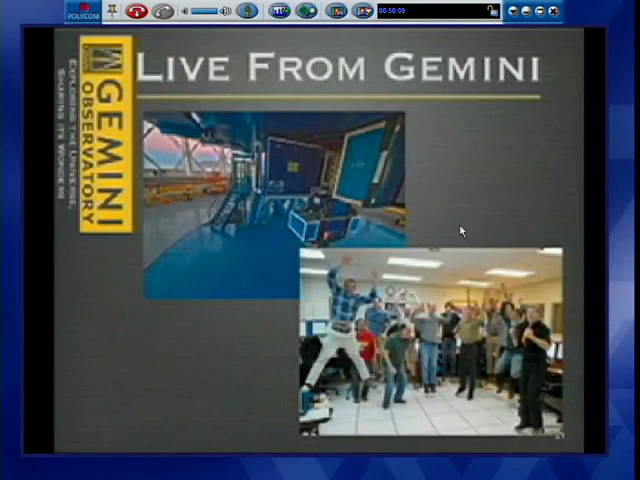 POLYCOM
00:50:09
LIVE FROM GEMINI
GEMINI
OBSERVATORY
EXPLORING THE UNIVERSE,
SHARING ITS WONDERS